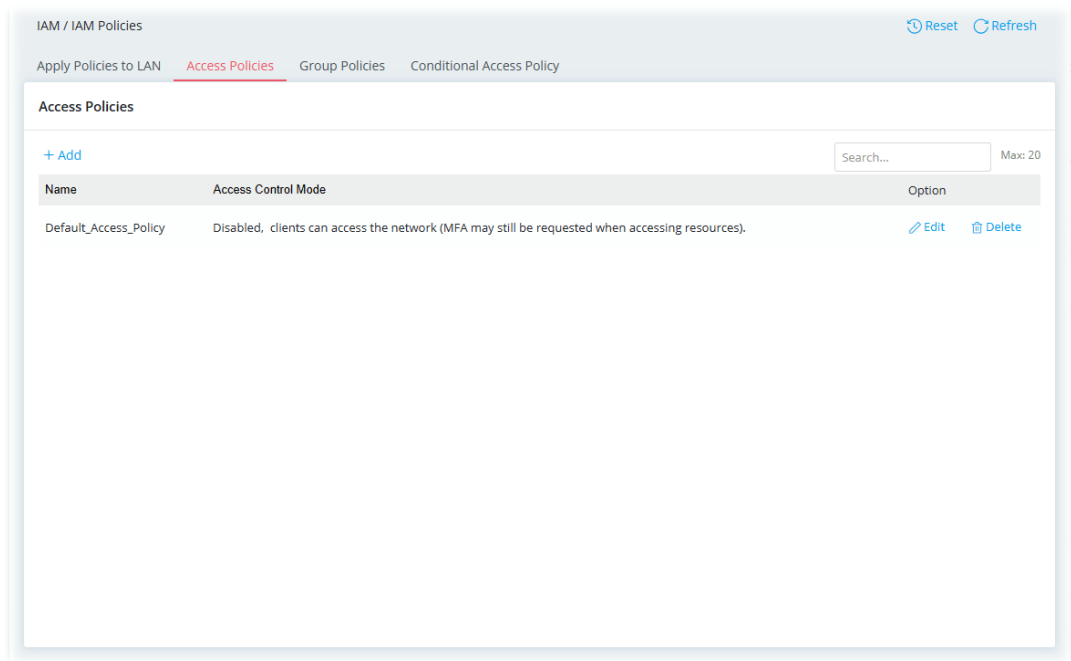 IAM / IAM Policies
Reset
Refresh
Apply Policies to LAN
Access Policies
Group Policies
Conditional Access Policy
Access Policies
+ Add
Search...
Max: 20
Name
Access Control Mode
Option
Default_Access_Policy
Disabled, clients can access the network (MFA may still be requested when accessing resources).
Edit
Delete